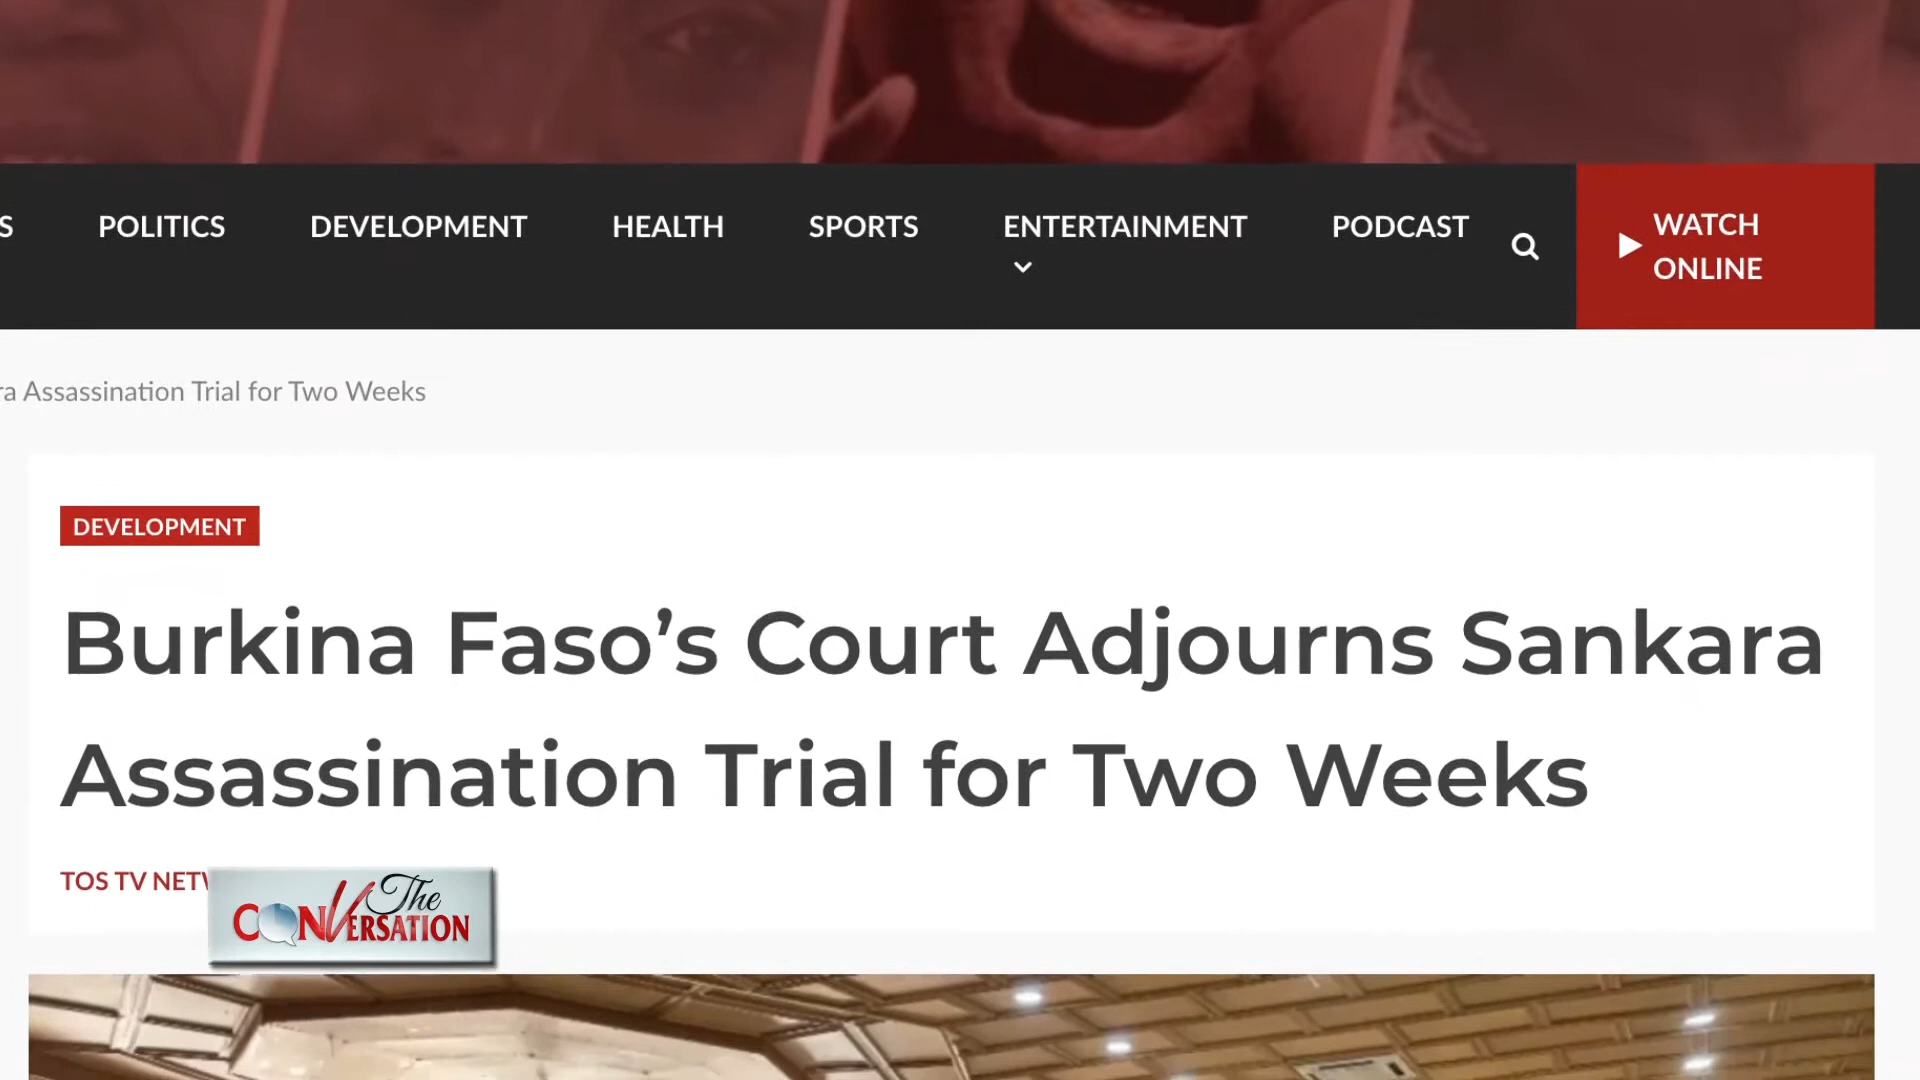 POLITICS DEVELOPMENT HEALTH SPORTS ENTERTAINMENT PODCAST
WATCH
ONLINE
Assassination Trial for Two Weeks
DEVELOPMENT
Burkina Faso’s Court Adjourns Sankara
Assassination Trial for Two Weeks
TOS TV
The
CONVERSATION